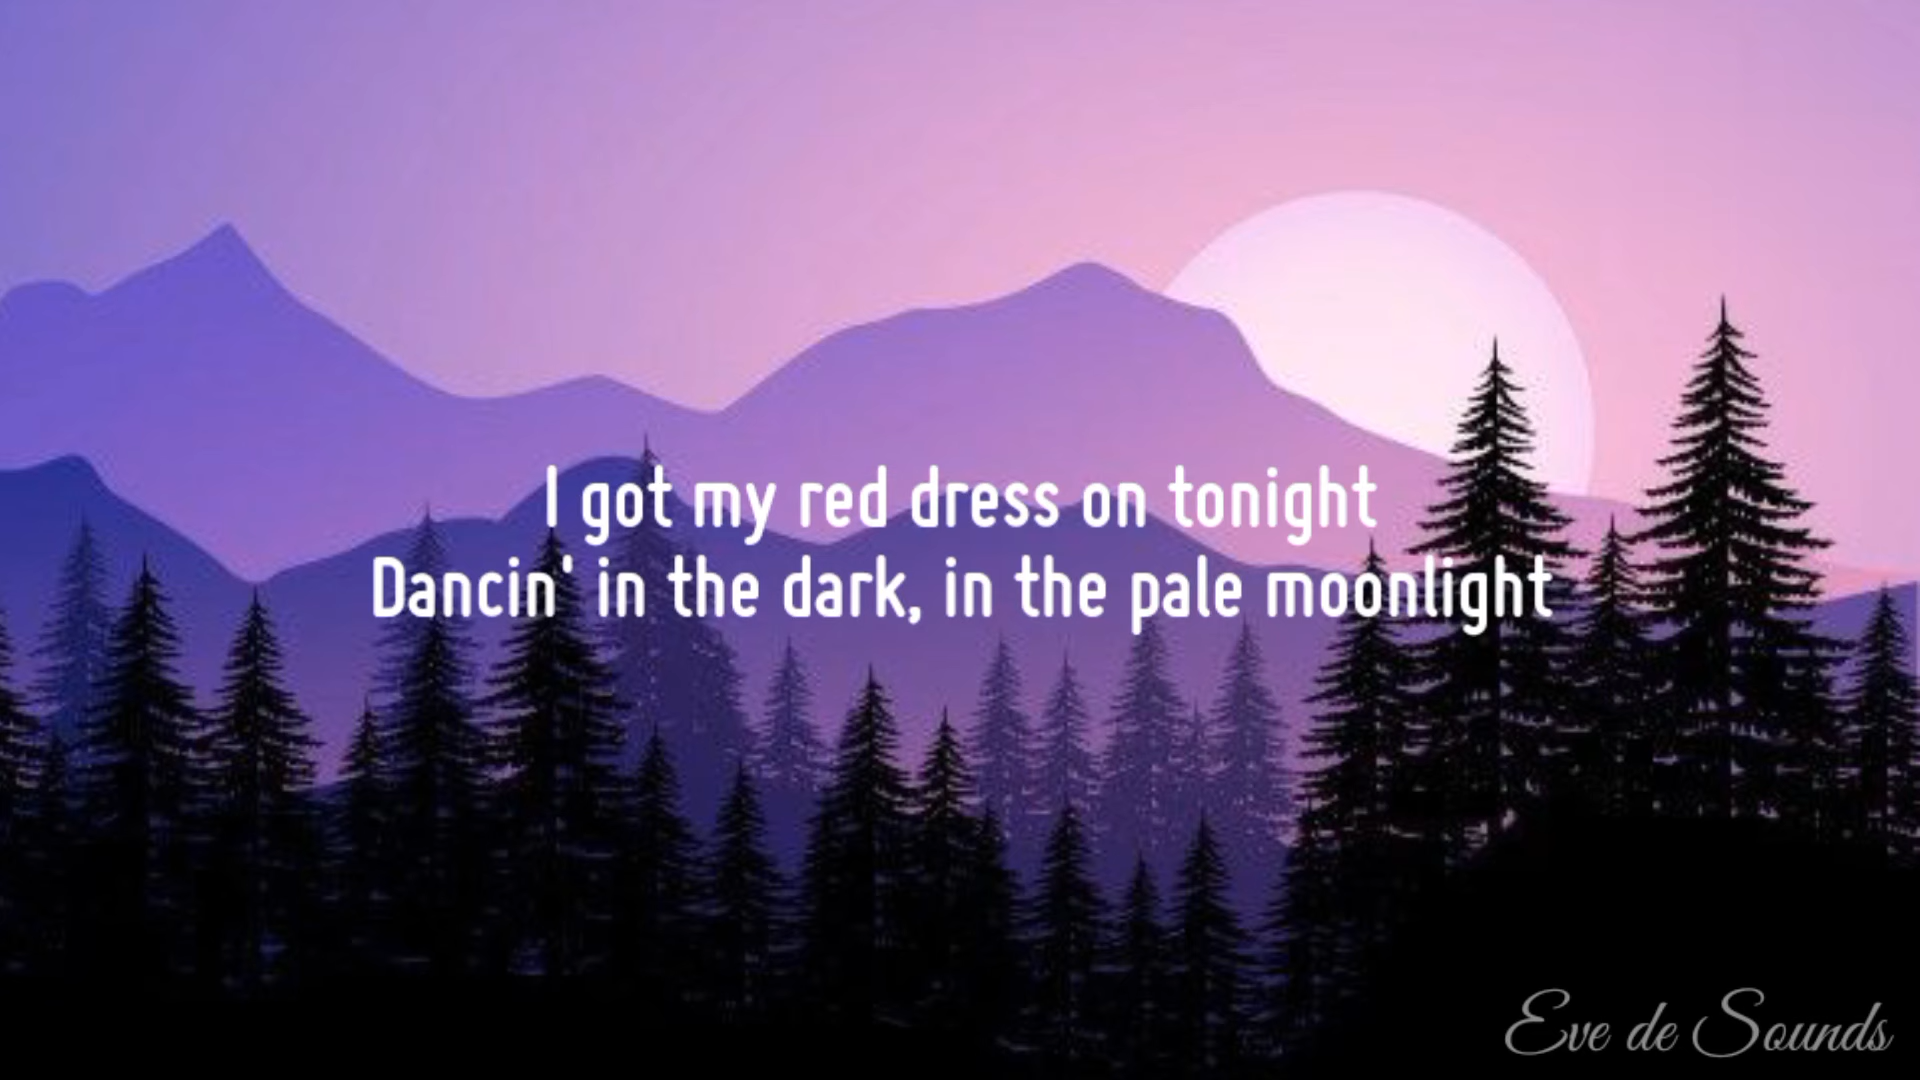 I got my red dress on tonight
Dancin' in the dark, in the pale moonlight
Eve de Sounds